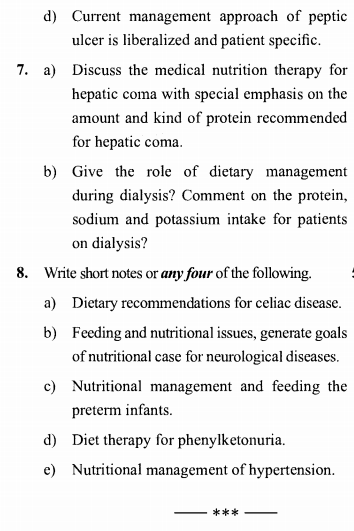 d) Current management approach of peptic
ulcer is liberalized and patient specific.
7. a) Discuss the medical nutrition therapy for
hepatic coma with special emphasis on the
amount and kind of protein recommended
for hepatic coma.
b) Give the role of dietary management
during dialysis? Comment on the protein,
sodium and potassium intake for patients
on dialysis?
8. Write short notes or any four of the following.
a) Dietary recommendations for celiac disease.
b) Feeding and nutritional issues, generate goals
of nutritional case for neurological diseases.
c) Nutritional management and feeding the
preterm infants.
d) Diet therapy for phenylketonuria.
e) Nutritional management of hypertension.
—— *** ——